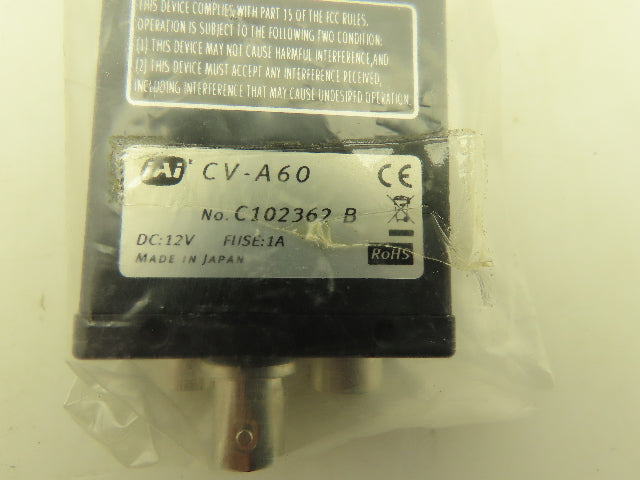 THIS DEVICE COMPLIES WITH PART 15 OF THE FCC RULES.
OPERATION IS SUBJECT TO THE FOLLOWING TWO CONDITION:
(1) THIS DEVICE MAY NOT CAUSE HARMFUL INTERFERENCE,AND
(2) THIS DEVICE MUST ACCEPT ANY INTERFERENCE RECEIVED,
INCLUDING INTERFERENCE THAT MAY CAUSE UNDESIRED OPERATION.
JAi CV-A60 CE
No. C102362 B
DC:12V FUSE:1A
MADE IN JAPAN RoHS